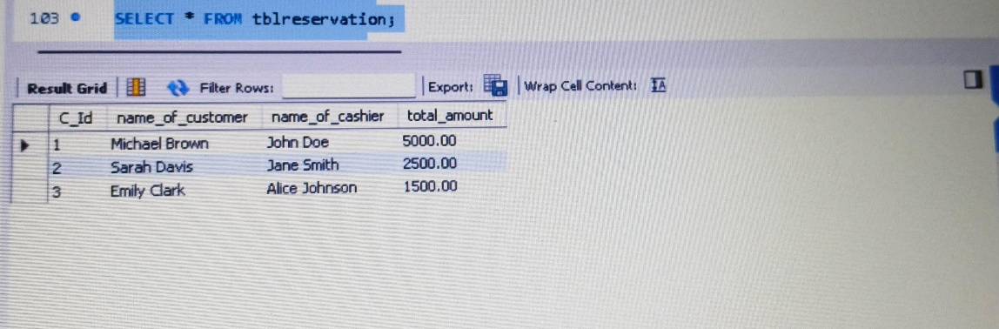 103 SELECT * FROM tblreservation;
Result Grid Filter Rows: Export: Wrap Cell Content: IA
C_Id name_of_customer name_of_cashier total_amount
1 Michael Brown John Doe 5000.00
2 Sarah Davis Jane Smith 2500.00
3 Emily Clark Alice Johnson 1500.00